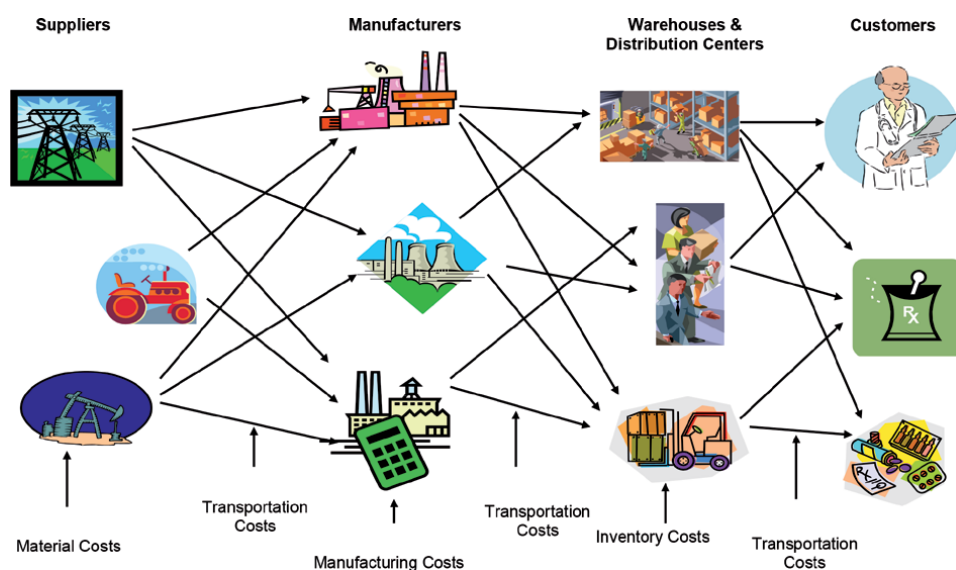 Suppliers
Manufacturers
Warehouses &
Distribution Centers
Customers
Rx
Transportation
Costs
Transportation
Costs
Material Costs
Manufacturing Costs
Inventory Costs
Transportation
Costs